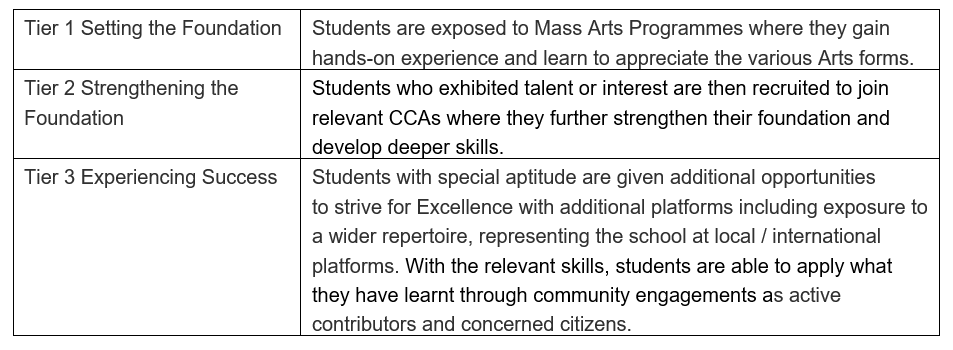 Tier 1 Setting the Foundation
Students are exposed to Mass Arts Programmes where they gain
hands-on experience and learn to appreciate the various Arts forms.
Tier 2 Strengthening the
Foundation
Students who exhibited talent or interest are then recruited to join
relevant CCAs where they further strengthen their foundation and
develop deeper skills.
Tier 3 Experiencing Success
Students with special aptitude are given additional opportunities
to strive for Excellence with additional platforms including exposure to
a wider repertoire, representing the school at local / international
platforms. With the relevant skills, students are able to apply what
they have learnt through community engagements as active
contributors and concerned citizens.